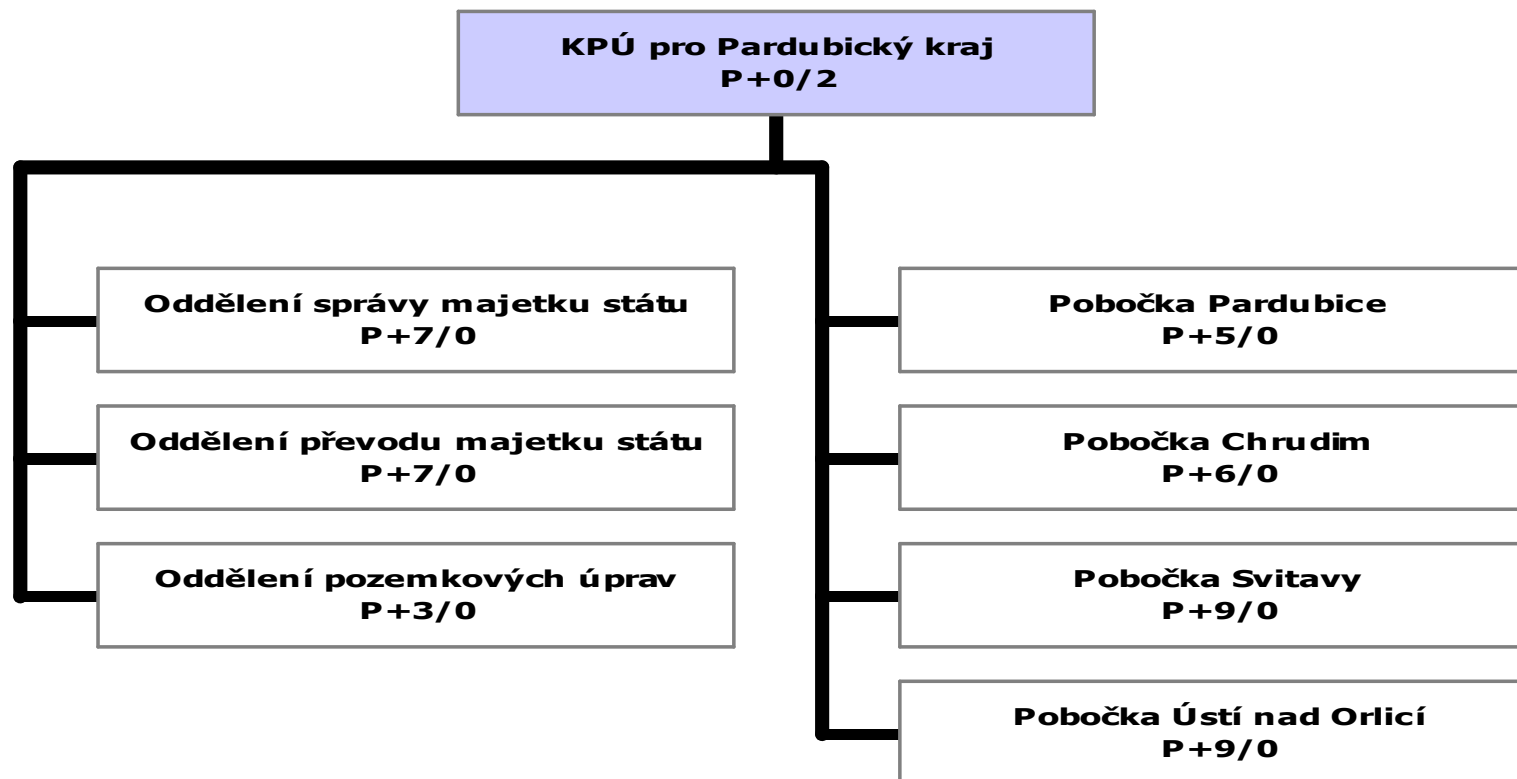 KPÚ pro Pardubický kraj
P+0/2
Oddělení správy majetku státu
P+7/0
Oddělení převodu majetku státu
P+7/0
Oddělení pozemkových úprav
P+3/0
Pobočka Pardubice
P+5/0
Pobočka Chrudim
P+6/0
Pobočka Svitavy
P+9/0
Pobočka Ústí nad Orlicí
P+9/0